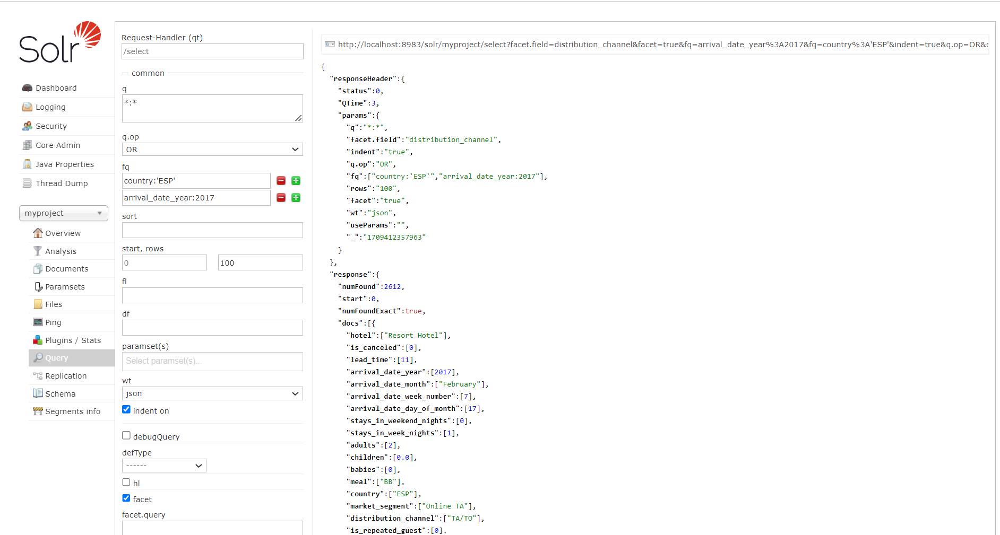 Solr
Dashboard
Logging
Security
Core Admin
Java Properties
Thread Dump
myproject
Overview
Analysis
Documents
Paramsets
Files
Ping
Plugins / Stats
Query
Replication
Schema
Segments info
Request-Handler (qt)
/select
common
q
*:*
q.op
OR
fq
country:'ESP'
arrival_date_year:2017
sort
start, rows
0
100
fl
df
paramset(s)
Select paramset(s)...
wt
json
indent on
debugQuery
defType
------
hl
facet
facet.query
http://localhost:8983/solr/myproject/select?facet.field=distribution_channel&facet=true&fq=arrival_date_year%3A2017&fq=country%3A'ESP'&indent=true&q.op=OR&
{
"responseHeader":{
"status":0,
"QTime":3,
"params":{
"q":"*:*",
"facet.field":"distribution_channel",
"indent":"true",
"q.op":"OR",
"fq":["country:'ESP'","arrival_date_year:2017"],
"rows":"100",
"facet":"true",
"wt":"json",
"useParams":"",
"_":"1709412357963"
}
},
"response":{
"numFound":2612,
"start":0,
"numFoundExact":true,
"docs":[{
"hotel":["Resort Hotel"],
"is_canceled":[0],
"lead_time":[11],
"arrival_date_year":[2017],
"arrival_date_month":["February"],
"arrival_date_week_number":[7],
"arrival_date_day_of_month":[17],
"stays_in_weekend_nights":[0],
"stays_in_week_nights":[1],
"adults":[2],
"children":[0.0],
"babies":[0],
"meal":["BB"],
"country":["ESP"],
"market_segment":["Online TA"],
"distribution_channel":["TA/TO"],
"is_repeated_guest":[0],